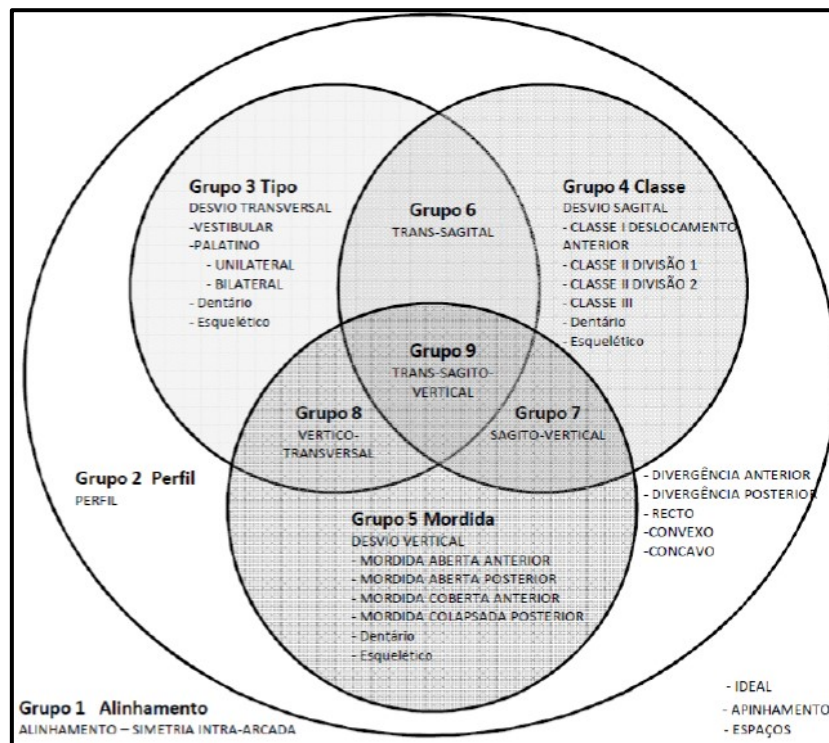 Grupo 3 Tipo
DESVIO TRANSVERSAL
-VESTIBULAR
-PALATINO
- UNILATERAL
- BILATERAL
- Dentário
- Esquelético
Grupo 6
TRANS-SAGITAL
Grupo 4 Classe
DESVIO SAGITAL
- CLASSE I DESLOCAMENTO
ANTERIOR
- CLASSE II DIVISÃO 1
- CLASSE II DIVISÃO 2
- CLASSE III
- Dentário
- Esquelético
Grupo 9
TRANS-SAGITO-
VERTICAL
Grupo 8
VERTICO-
TRANSVERSAL
Grupo 7
SAGITO-VERTICAL
Grupo 2 Perfil
PERFIL
- DIVERGÊNCIA ANTERIOR
- DIVERGÊNCIA POSTERIOR
- RECTO
-CONVEXO
-CONCAVO
Grupo 5 Mordida
DESVIO VERTICAL
- MORDIDA ABERTA ANTERIOR
- MORDIDA ABERTA POSTERIOR
- MORDIDA COBERTA ANTERIOR
- MORDIDA COLAPSADA POSTERIOR
- Dentário
- Esquelético
Grupo 1 Alinhamento
ALINHAMENTO – SIMETRIA INTRA-ARCADA
- IDEAL
- APINHAMENTO
- ESPAÇOS